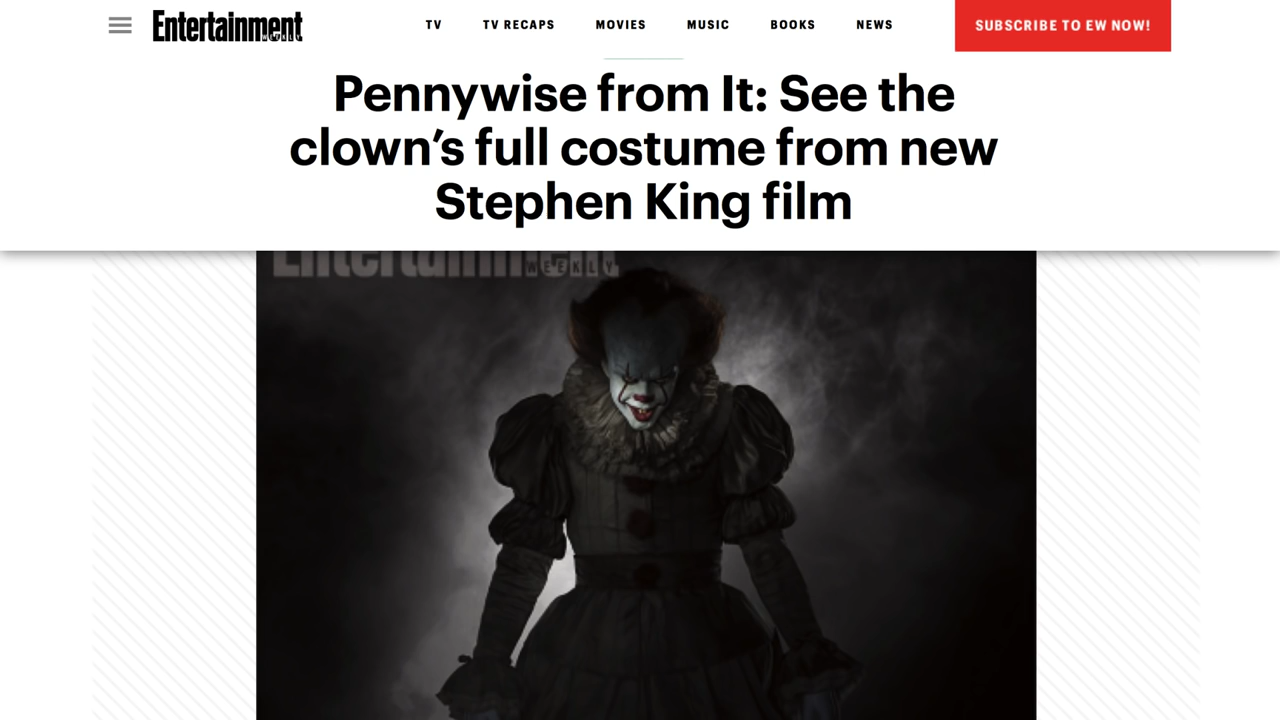 Entertainment WEEKLY
TV TV RECAPS MOVIES MUSIC BOOKS NEWS
SUBSCRIBE TO EW NOW!
Pennywise from It: See the
clown’s full costume from new
Stephen King film
Entertainment
WEEKLY